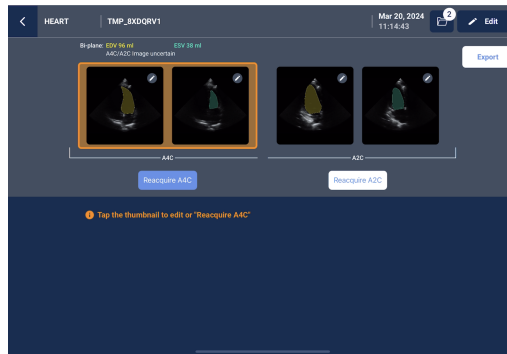 HEART
TMP_8XDQRV1
Mar 20, 2024
11:14:43
2
Edit
Bi-plane: EDV 96 ml ESV 38 ml
A4C/A2C Image uncertain
Export
A4C
A2C
Reacquire A4C
Reacquire A2C
Tap the thumbnail to edit or "Reacquire A4C"